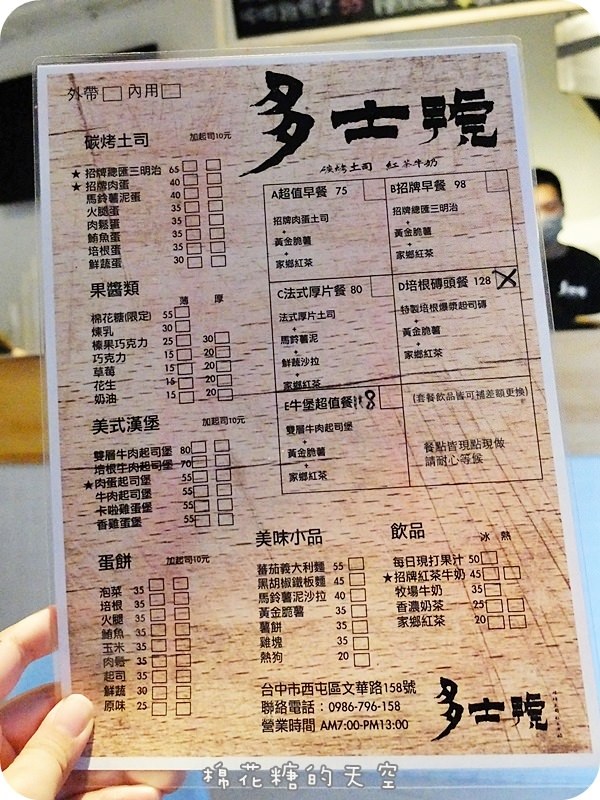 外帶 內用
多士號
碳烤土司 紅茶牛奶
碳烤土司 加起司10元
★招牌總匯三明治 65
★招牌肉蛋 40
馬鈴薯泥蛋 40
火腿蛋 35
肉鬆蛋 35
鮪魚蛋 35
培根蛋 35
鮮蔬蛋 30
果醬類 薄 厚
棉花糖(限定) 55
煉乳 30
榛果巧克力 25 30
巧克力 15 20
草莓 15 20
花生 15 20
奶油 15 20
美式漢堡 加起司10元
雙層牛肉起司堡 80
培根牛肉起司堡 70
★肉蛋起司堡 55
牛肉起司堡 55
卡啦雞蛋堡 55
香雞蛋堡 55
蛋餅 加起司10元
泡菜 35
培根 35
火腿 35
鮪魚 35
玉米 35
肉鬆 35
起司 35
鮮蔬 30
原味 25
A超值早餐 75
招牌肉蛋土司
+
黃金脆薯
+
家鄉紅茶
B招牌早餐 98
招牌總匯三明治
+
黃金脆薯
+
家鄉紅茶
C法式厚片餐 80
法式厚片土司
+
馬鈴薯泥
+
鮮蔬沙拉
+
家鄉紅茶
D培根磚頭餐 128
特製培根爆漿起司磚
+
黃金脆薯
+
家鄉紅茶
E牛堡超值餐
雙層牛肉起司堡
+
黃金脆薯
+
家鄉紅茶
(套餐飲品皆可補差額更換)
餐點皆現點現做
請耐心等候
美味小品
蕃茄義大利麵 55
黑胡椒鐵板麵 45
馬鈴薯泥沙拉 40
黃金脆薯 35
薯餅 35
雞塊 35
熱狗 20
飲品 冰 熱
每日現打果汁 50
★招牌紅茶牛奶 45
牧場牛奶 35
香濃奶茶 25
家鄉紅茶 20
台中市西屯區文華路158號
聯絡電話：0986-796-158
營業時間 AM7:00-PM13:00
多士號
棉花糖的天空